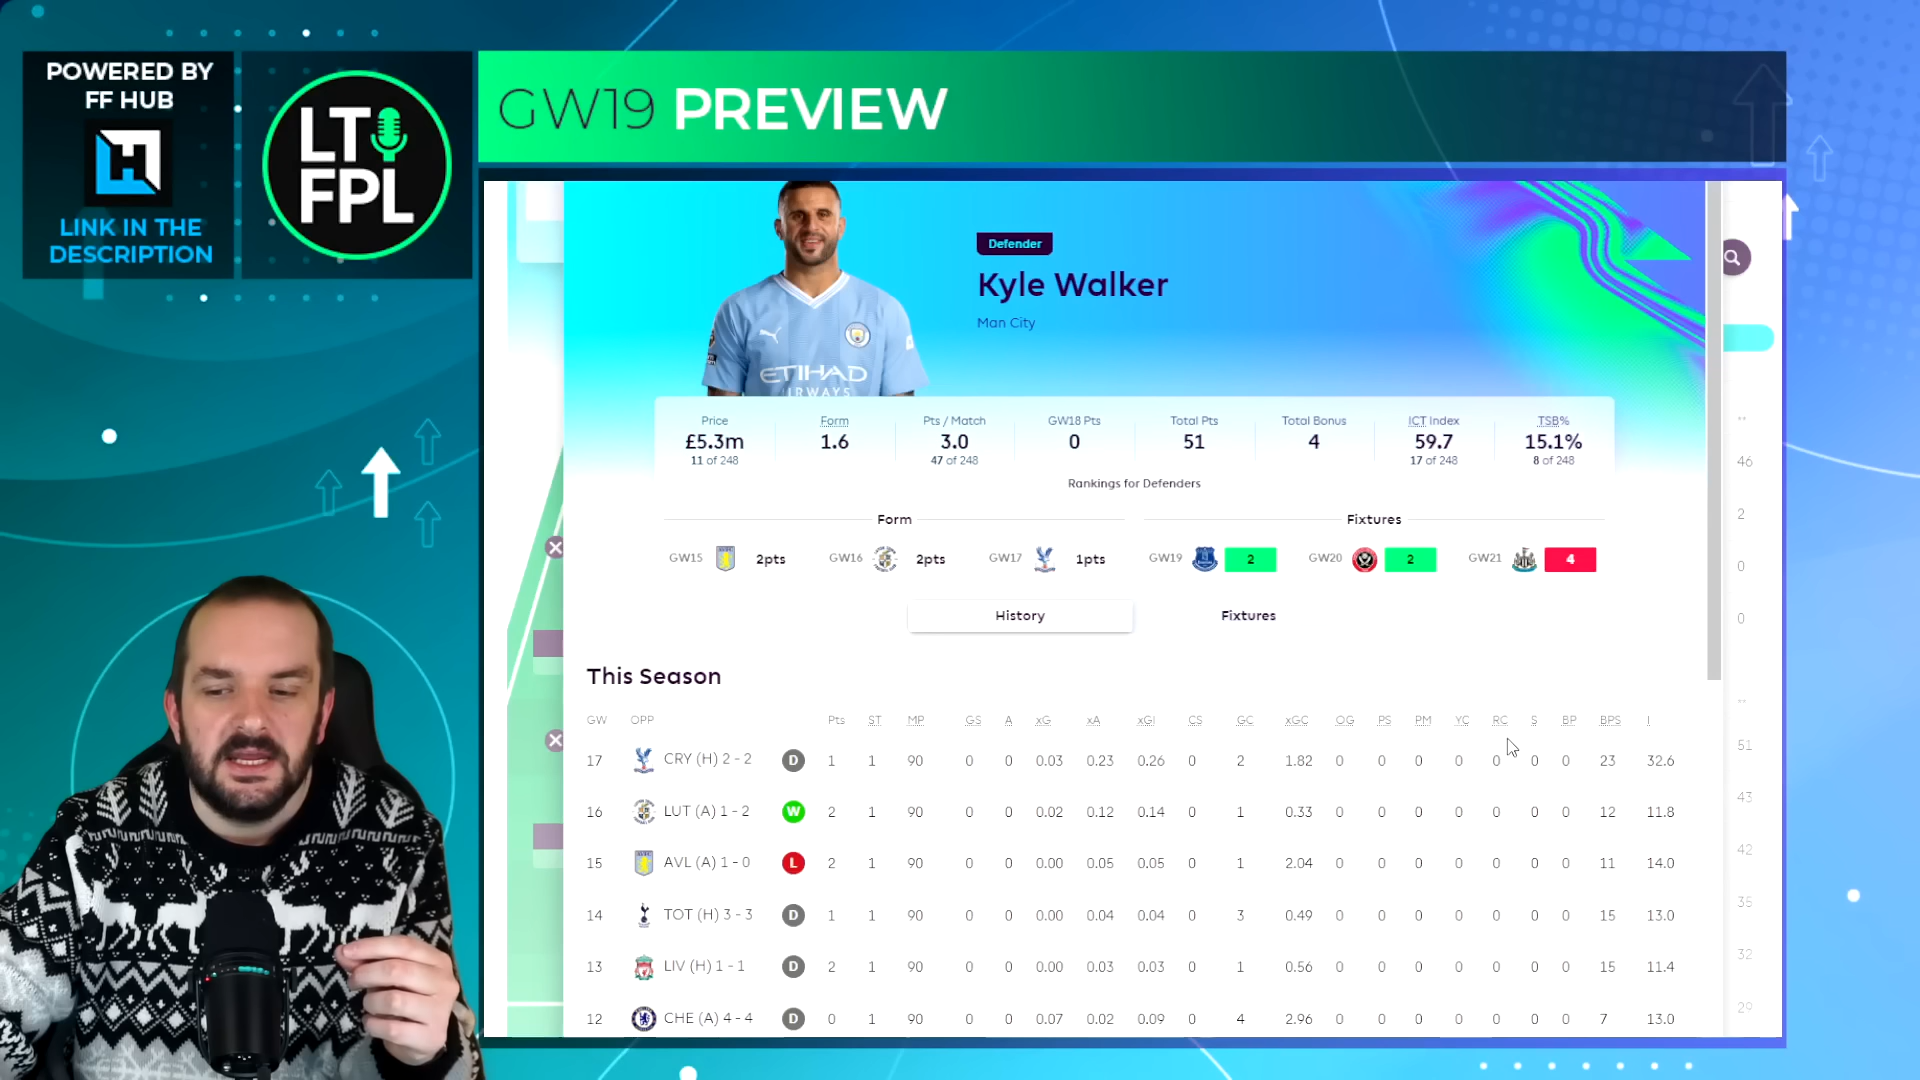 POWERED BY
FF HUB
LINK IN THE
DESCRIPTION
LT
FPL
GW19 PREVIEW
Defender
Kyle Walker
Man City
ETIHAD
AIRWAYS
Price Form Pts / Match GW18 Pts Total Pts Total Bonus ICT Index TSB%
£5.3m 1.6 3.0 0 51 4 59.7 15.1%
11 of 248 47 of 248 17 of 248 8 of 248
Rankings for Defenders
Form Fixtures
GW15 2pts GW16 2pts GW17 1pts GW19 2 GW20 2 GW21 4
History Fixtures
This Season
GW OPP Pts ST MP GS A xG xA xGI CS GC xGC OG PS PM YC RC S BP BPS I
17 CRY (H) 2 - 2 D 1 1 90 0 0 0.03 0.23 0.26 0 2 1.82 0 0 0 0 0 0 0 23 32.6
16 LUT (A) 1 - 2 W 2 1 90 0 0 0.02 0.12 0.14 0 1 0.33 0 0 0 0 0 0 0 12 11.8
15 AVL (A) 1 - 0 L 2 1 90 0 0 0.00 0.05 0.05 0 1 2.04 0 0 0 0 0 0 0 11 14.0
14 TOT (H) 3 - 3 D 1 1 90 0 0 0.00 0.04 0.04 0 3 0.49 0 0 0 0 0 0 0 15 13.0
13 LIV (H) 1 - 1 D 2 1 90 0 0 0.00 0.03 0.03 0 1 0.56 0 0 0 0 0 0 0 15 11.4
12 CHE (A) 4 - 4 D 0 1 90 0 0 0.07 0.02 0.09 0 4 2.96 0 0 0 0 0 0 0 7 13.0
**
46
2
0
0
**
51
43
42
35
32
29